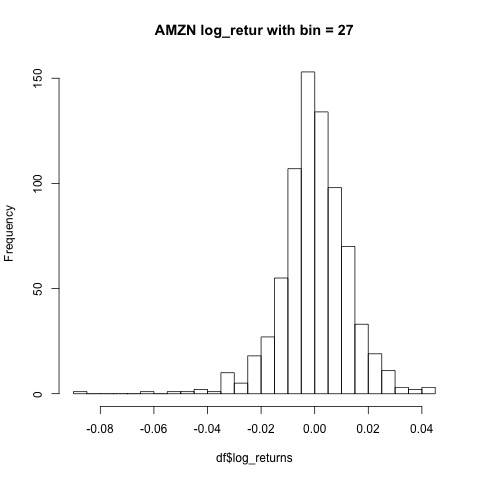 AMZN log_retur with bin = 27
Frequency
150
100
50
0
-0.08 -0.06 -0.04 -0.02 0.00 0.02 0.04
df$log_returns